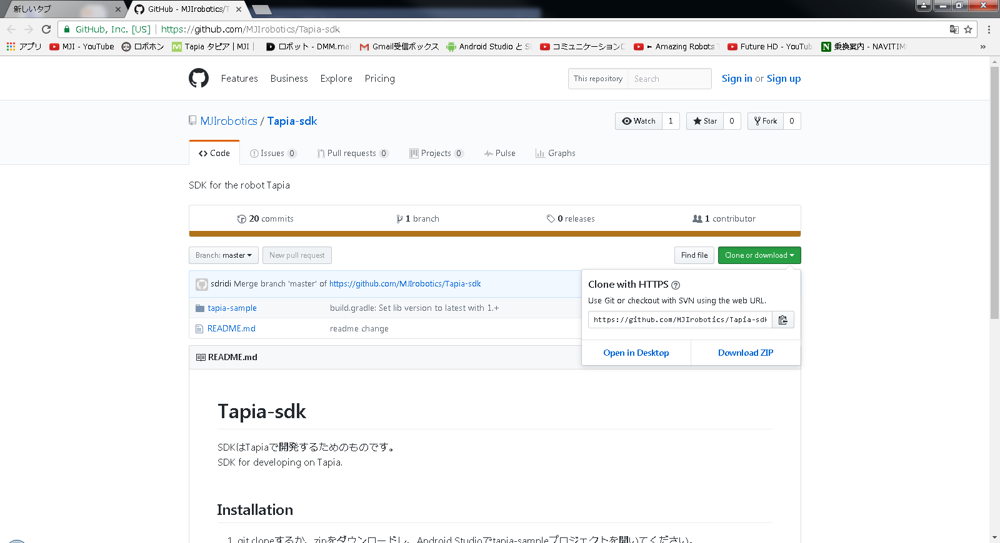 新しいタブ
GitHub - MJIrobotics/T
GitHub, Inc. [US] https://github.com/MJIrobotics/Tapia-sdk
アプリ MJI - YouTube ロボホン Tapia タピア | MJI | ロボット - DMM.ma Gmail受信ボックス Android Studio と S コミュニケーション Amazing Robots Future HD - YouTub 乗換案内 - NAVITIM »
Features Business Explore Pricing
This repository Search
Sign in or Sign up
MJIrobotics / Tapia-sdk
Watch 1 Star 0 Fork 0
Code Issues 0 Pull requests 0 Projects 0 Pulse Graphs
SDK for the robot Tapia
20 commits 1 branch 0 releases 1 contributor
Branch: master New pull request Find file Clone or download
sdridi Merge branch 'master' of https://github.com/MJIrobotics/Tapia-sdk
tapia-sample build.gradle: Set lib version to latest with 1.+
README.md readme change
Clone with HTTPS ?
Use Git or checkout with SVN using the web URL.
https://github.com/MJIrobotics/Tapia-sdk
Open in Desktop Download ZIP
README.md
Tapia-sdk
SDKはTapiaで開発するためのものです。
SDK for developing on Tapia.
Installation
1. git cloneするか、zipをダウンロードし、Android Studioでtapia-sampleプロジェクトを開いてください。